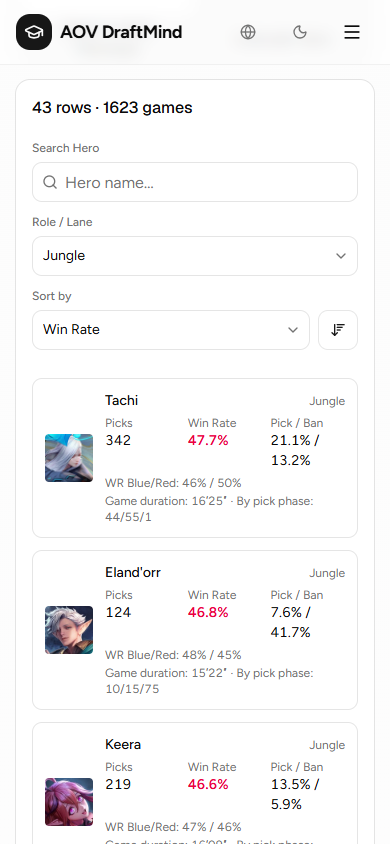 AOV DraftMind
43 rows · 1623 games
Search Hero
Hero name...
Role / Lane
Jungle
Sort by
Win Rate
Tachi
Jungle
Picks
Win Rate
Pick / Ban
342
47.7%
21.1% /
13.2%
WR Blue/Red: 46% / 50%
Game duration: 16'25" · By pick phase:
44/55/1
Eland'orr
Jungle
Picks
Win Rate
Pick / Ban
124
46.8%
7.6% /
41.7%
WR Blue/Red: 48% / 45%
Game duration: 15'22" · By pick phase:
10/15/75
Keera
Jungle
Picks
Win Rate
Pick / Ban
219
46.6%
13.5% /
5.9%
WR Blue/Red: 47% / 46%